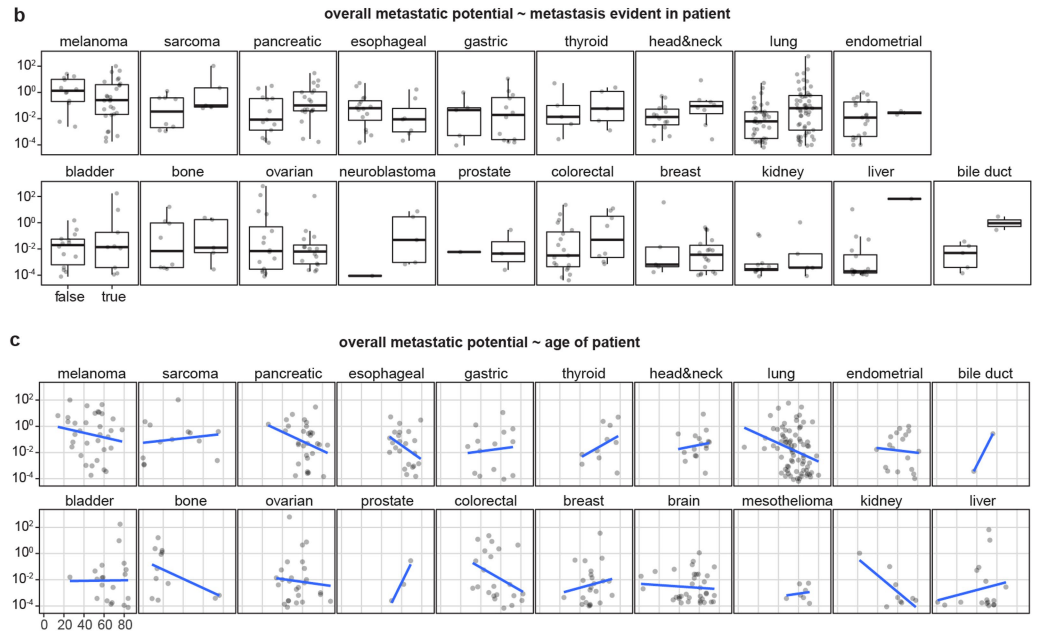 b
overall metastatic potential ~ metastasis evident in patient
melanoma sarcoma pancreatic esophageal gastric thyroid head&neck lung endometrial
10²
10⁰
10⁻²
10⁻⁴
bladder bone ovarian neuroblastoma prostate colorectal breast kidney liver bile duct
10²
10⁰
10⁻²
10⁻⁴
false true
c
overall metastatic potential ~ age of patient
melanoma sarcoma pancreatic esophageal gastric thyroid head&neck lung endometrial bile duct
10²
10⁰
10⁻²
10⁻⁴
bladder bone ovarian prostate colorectal breast brain mesothelioma kidney liver
10²
10⁰
10⁻²
10⁻⁴
0 20 40 60 80